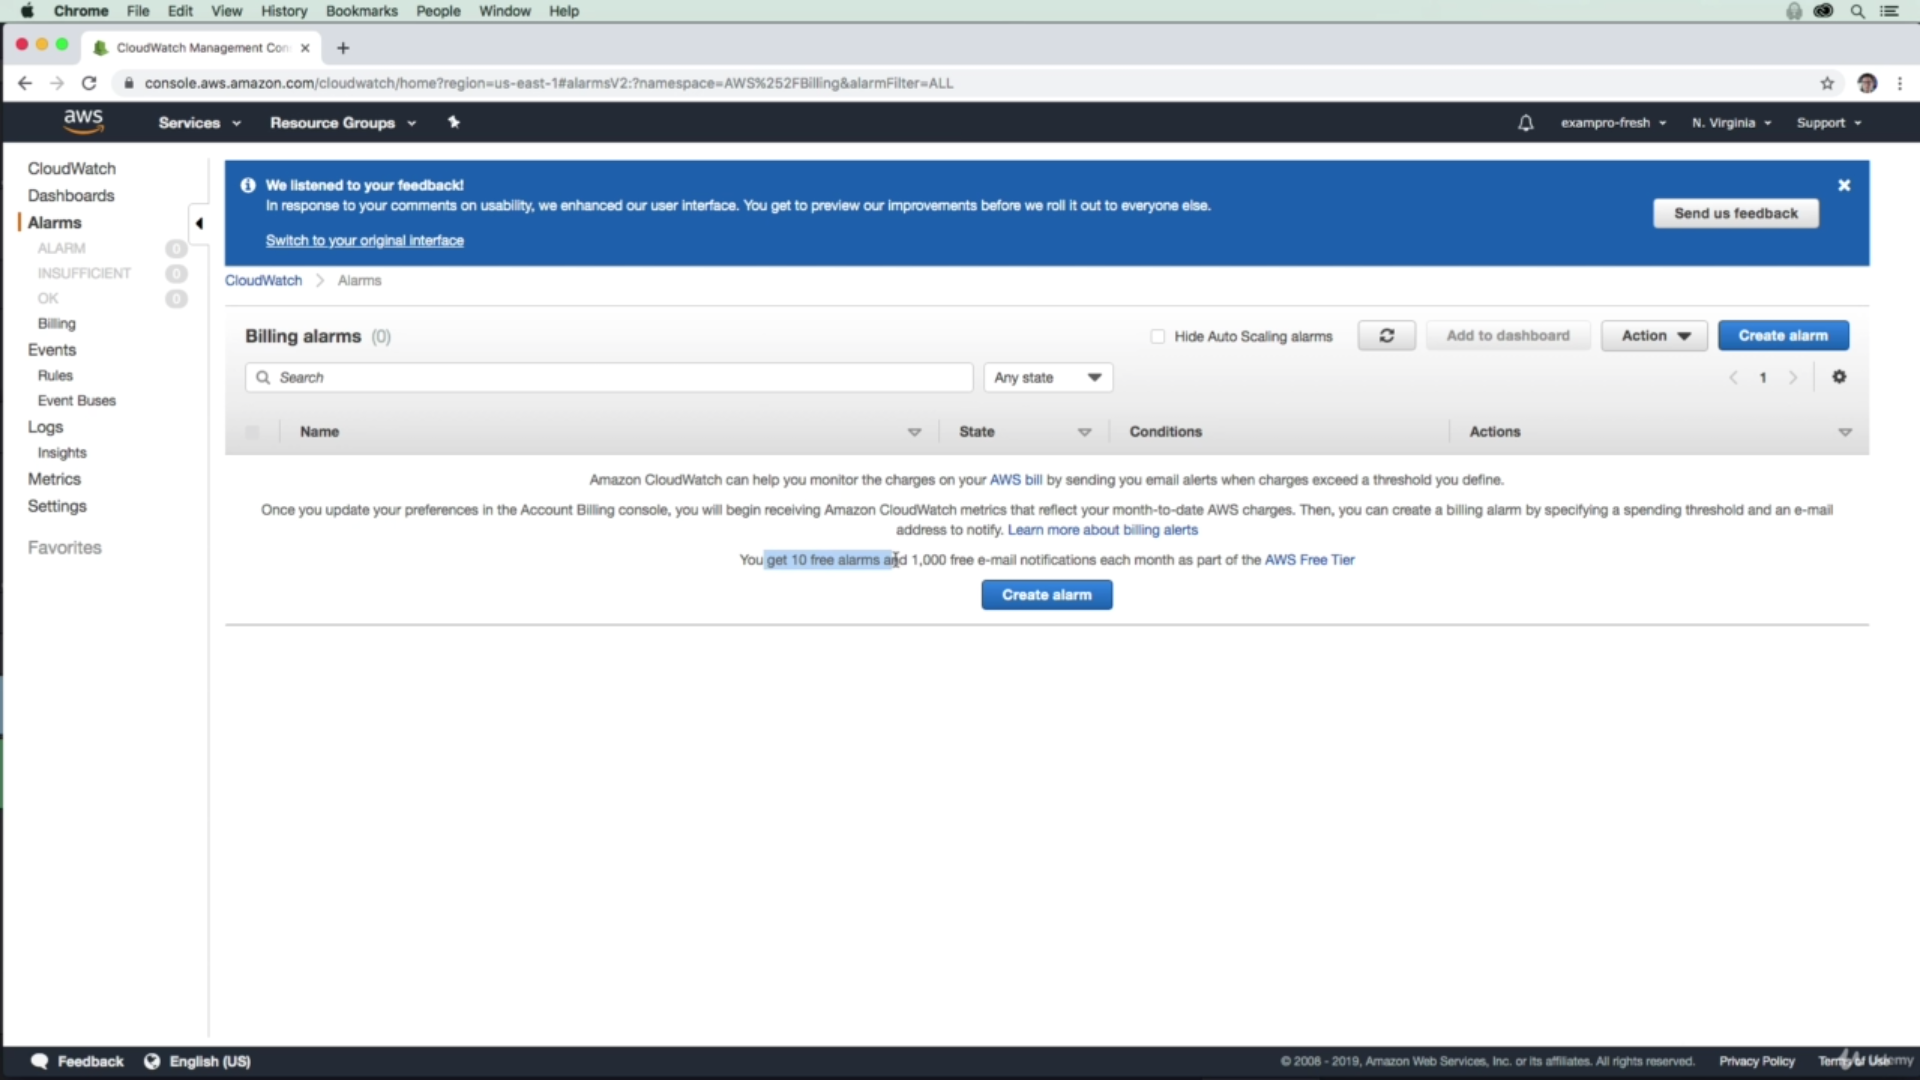 Chrome File Edit View History Bookmarks People Window Help
CloudWatch Management Con
console.aws.amazon.com/cloudwatch/home?region=us-east-1#alarmsV2:?namespace=AWS%252FBilling&alarmFilter=ALL
aws Services Resource Groups exampro-fresh N. Virginia Support
CloudWatch
Dashboards
Alarms
ALARM 0
INSUFFICIENT 0
OK 0
Billing
Events
Rules
Event Buses
Logs
Insights
Metrics
Settings
Favorites
We listened to your feedback!
In response to your comments on usability, we enhanced our user interface. You get to preview our improvements before we roll it out to everyone else.
Switch to your original interface
Send us feedback
CloudWatch Alarms
Billing alarms (0)
Hide Auto Scaling alarms Add to dashboard Action Create alarm
Search Any state 1
Name State Conditions Actions
Amazon CloudWatch can help you monitor the charges on your AWS bill by sending you email alerts when charges exceed a threshold you define.
Once you update your preferences in the Account Billing console, you will begin receiving Amazon CloudWatch metrics that reflect your month-to-date AWS charges. Then, you can create a billing alarm by specifying a spending threshold and an e-mail
address to notify. Learn more about billing alerts
You get 10 free alarms and 1,000 free e-mail notifications each month as part of the AWS Free Tier
Create alarm
Feedback English (US)
© 2008 - 2019, Amazon Web Services, Inc. or its affiliates. All rights reserved. Privacy Policy